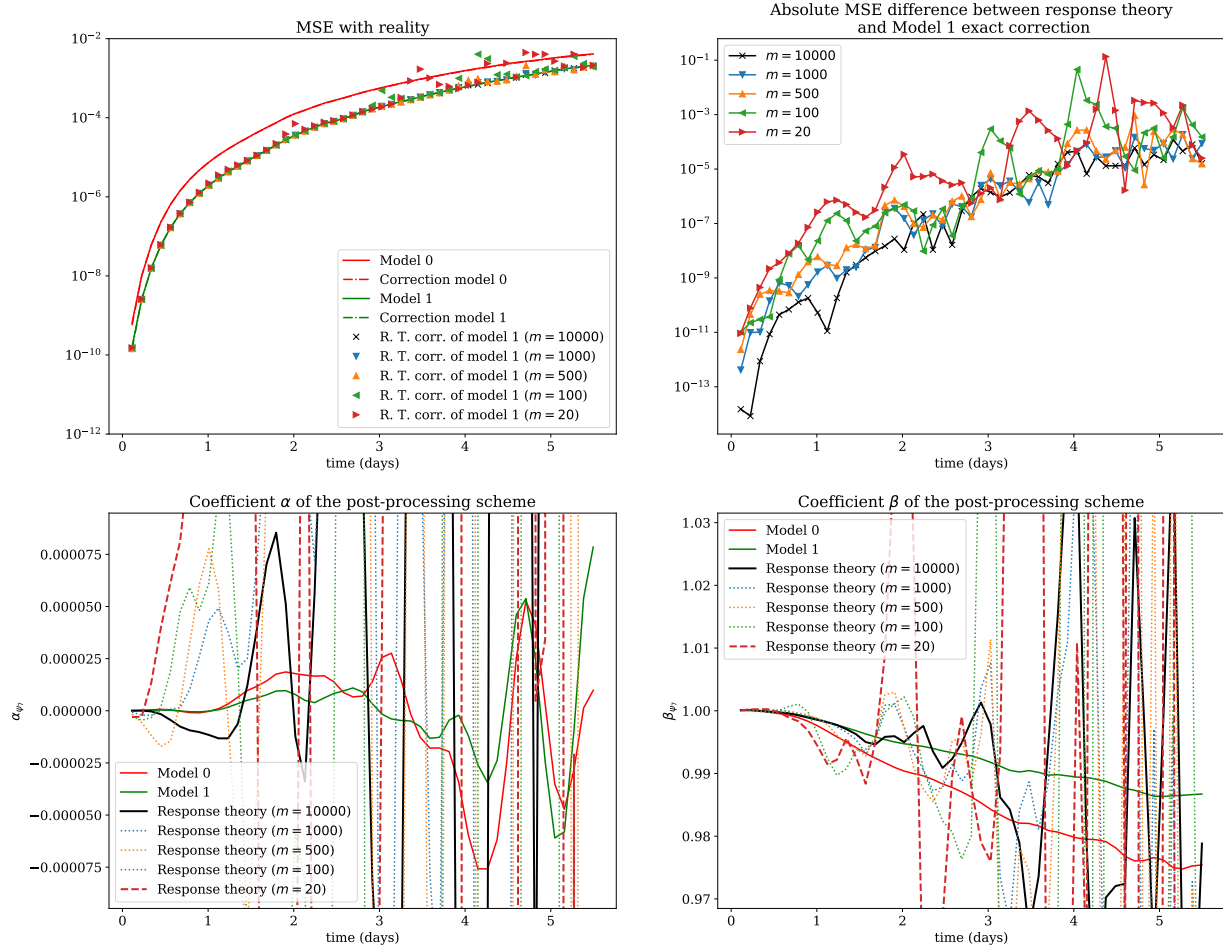 MSE with reality
10⁻²
10⁻⁴
10⁻⁶
10⁻⁸
10⁻¹⁰
10⁻¹²
Model 0
Correction model 0
Model 1
Correction model 1
R. T. corr. of model 1 (m = 10000)
R. T. corr. of model 1 (m = 1000)
R. T. corr. of model 1 (m = 500)
R. T. corr. of model 1 (m = 100)
R. T. corr. of model 1 (m = 20)
0 1 2 3 4 5
time (days)
Absolute MSE difference between response theory
and Model 1 exact correction
10⁻¹
10⁻³
10⁻⁵
10⁻⁷
10⁻⁹
10⁻¹¹
10⁻¹³
m = 10000
m = 1000
m = 500
m = 100
m = 20
0 1 2 3 4 5
time (days)
Coefficient α of the post-processing scheme
α_ψ₇
0.000075
0.000050
0.000025
0.000000
−0.000025
−0.000050
−0.000075
Model 0
Model 1
Response theory (m = 10000)
Response theory (m = 1000)
Response theory (m = 500)
Response theory (m = 100)
Response theory (m = 20)
0 1 2 3 4 5
time (days)
Coefficient β of the post-processing scheme
β_ψ₇
1.03
1.02
1.01
1.00
0.99
0.98
0.97
Model 0
Model 1
Response theory (m = 10000)
Response theory (m = 1000)
Response theory (m = 500)
Response theory (m = 100)
Response theory (m = 20)
0 1 2 3 4 5
time (days)